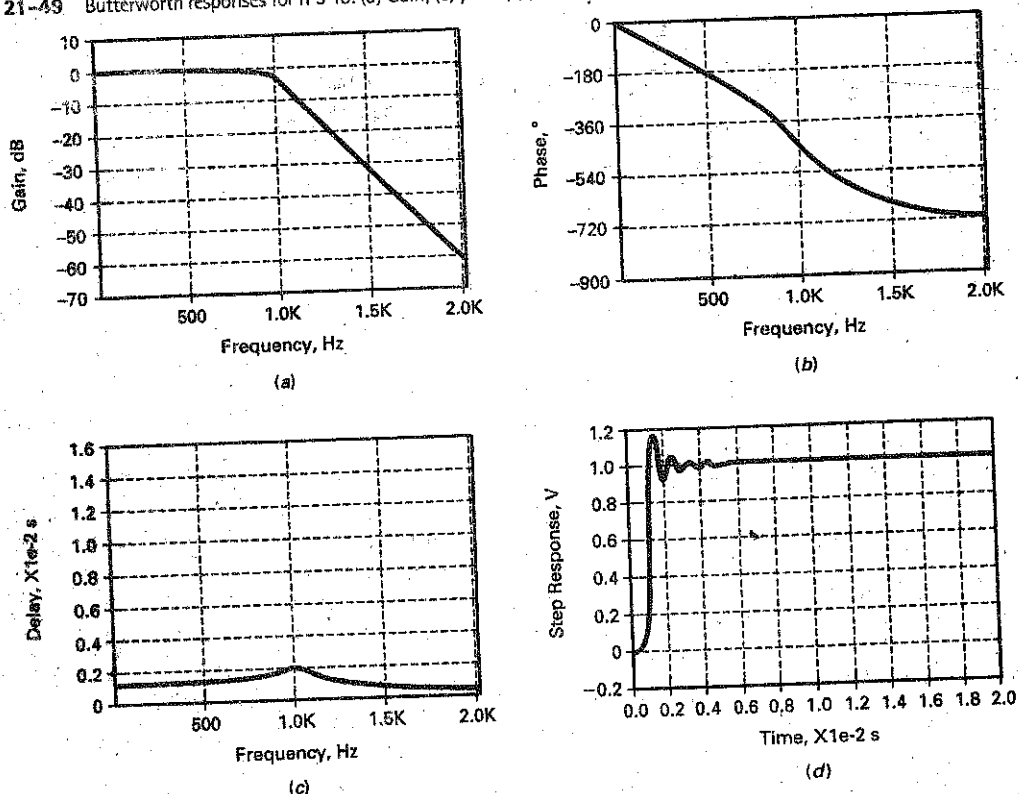 21-49 Butterworth responses for n = 10: (a) Gain; (b)
10
0
-10
-20
-30
-40
-50
-60
-70
Gain, dB
500
1.0K
1.5K
2.0K
Frequency, Hz
(a)
0
-180
-360
-540
-720
-900
Phase, °
500
1.0K
1.5K
2.0K
Frequency, Hz
(b)
1.6
1.4
1.2
1.0
0.8
0.6
0.4
0.2
0
Delay, X1e-2 s
500
1.0K
1.5K
2.0K
Frequency, Hz
(c)
1.2
1.0
0.8
0.6
0.4
0.2
0
-0.2
Step Response, V
0.0 0.2 0.4 0.6 0.8 1.0 1.2 1.4 1.6 1.8 2.0
Time, X1e-2 s
(d)